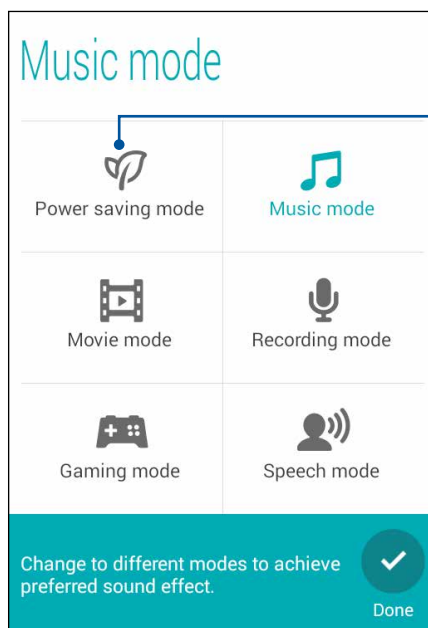 Music mode
Power saving mode
Music mode
Movie mode
Recording mode
Gaming mode
Speech mode
Change to different modes to achieve
preferred sound effect.
Done